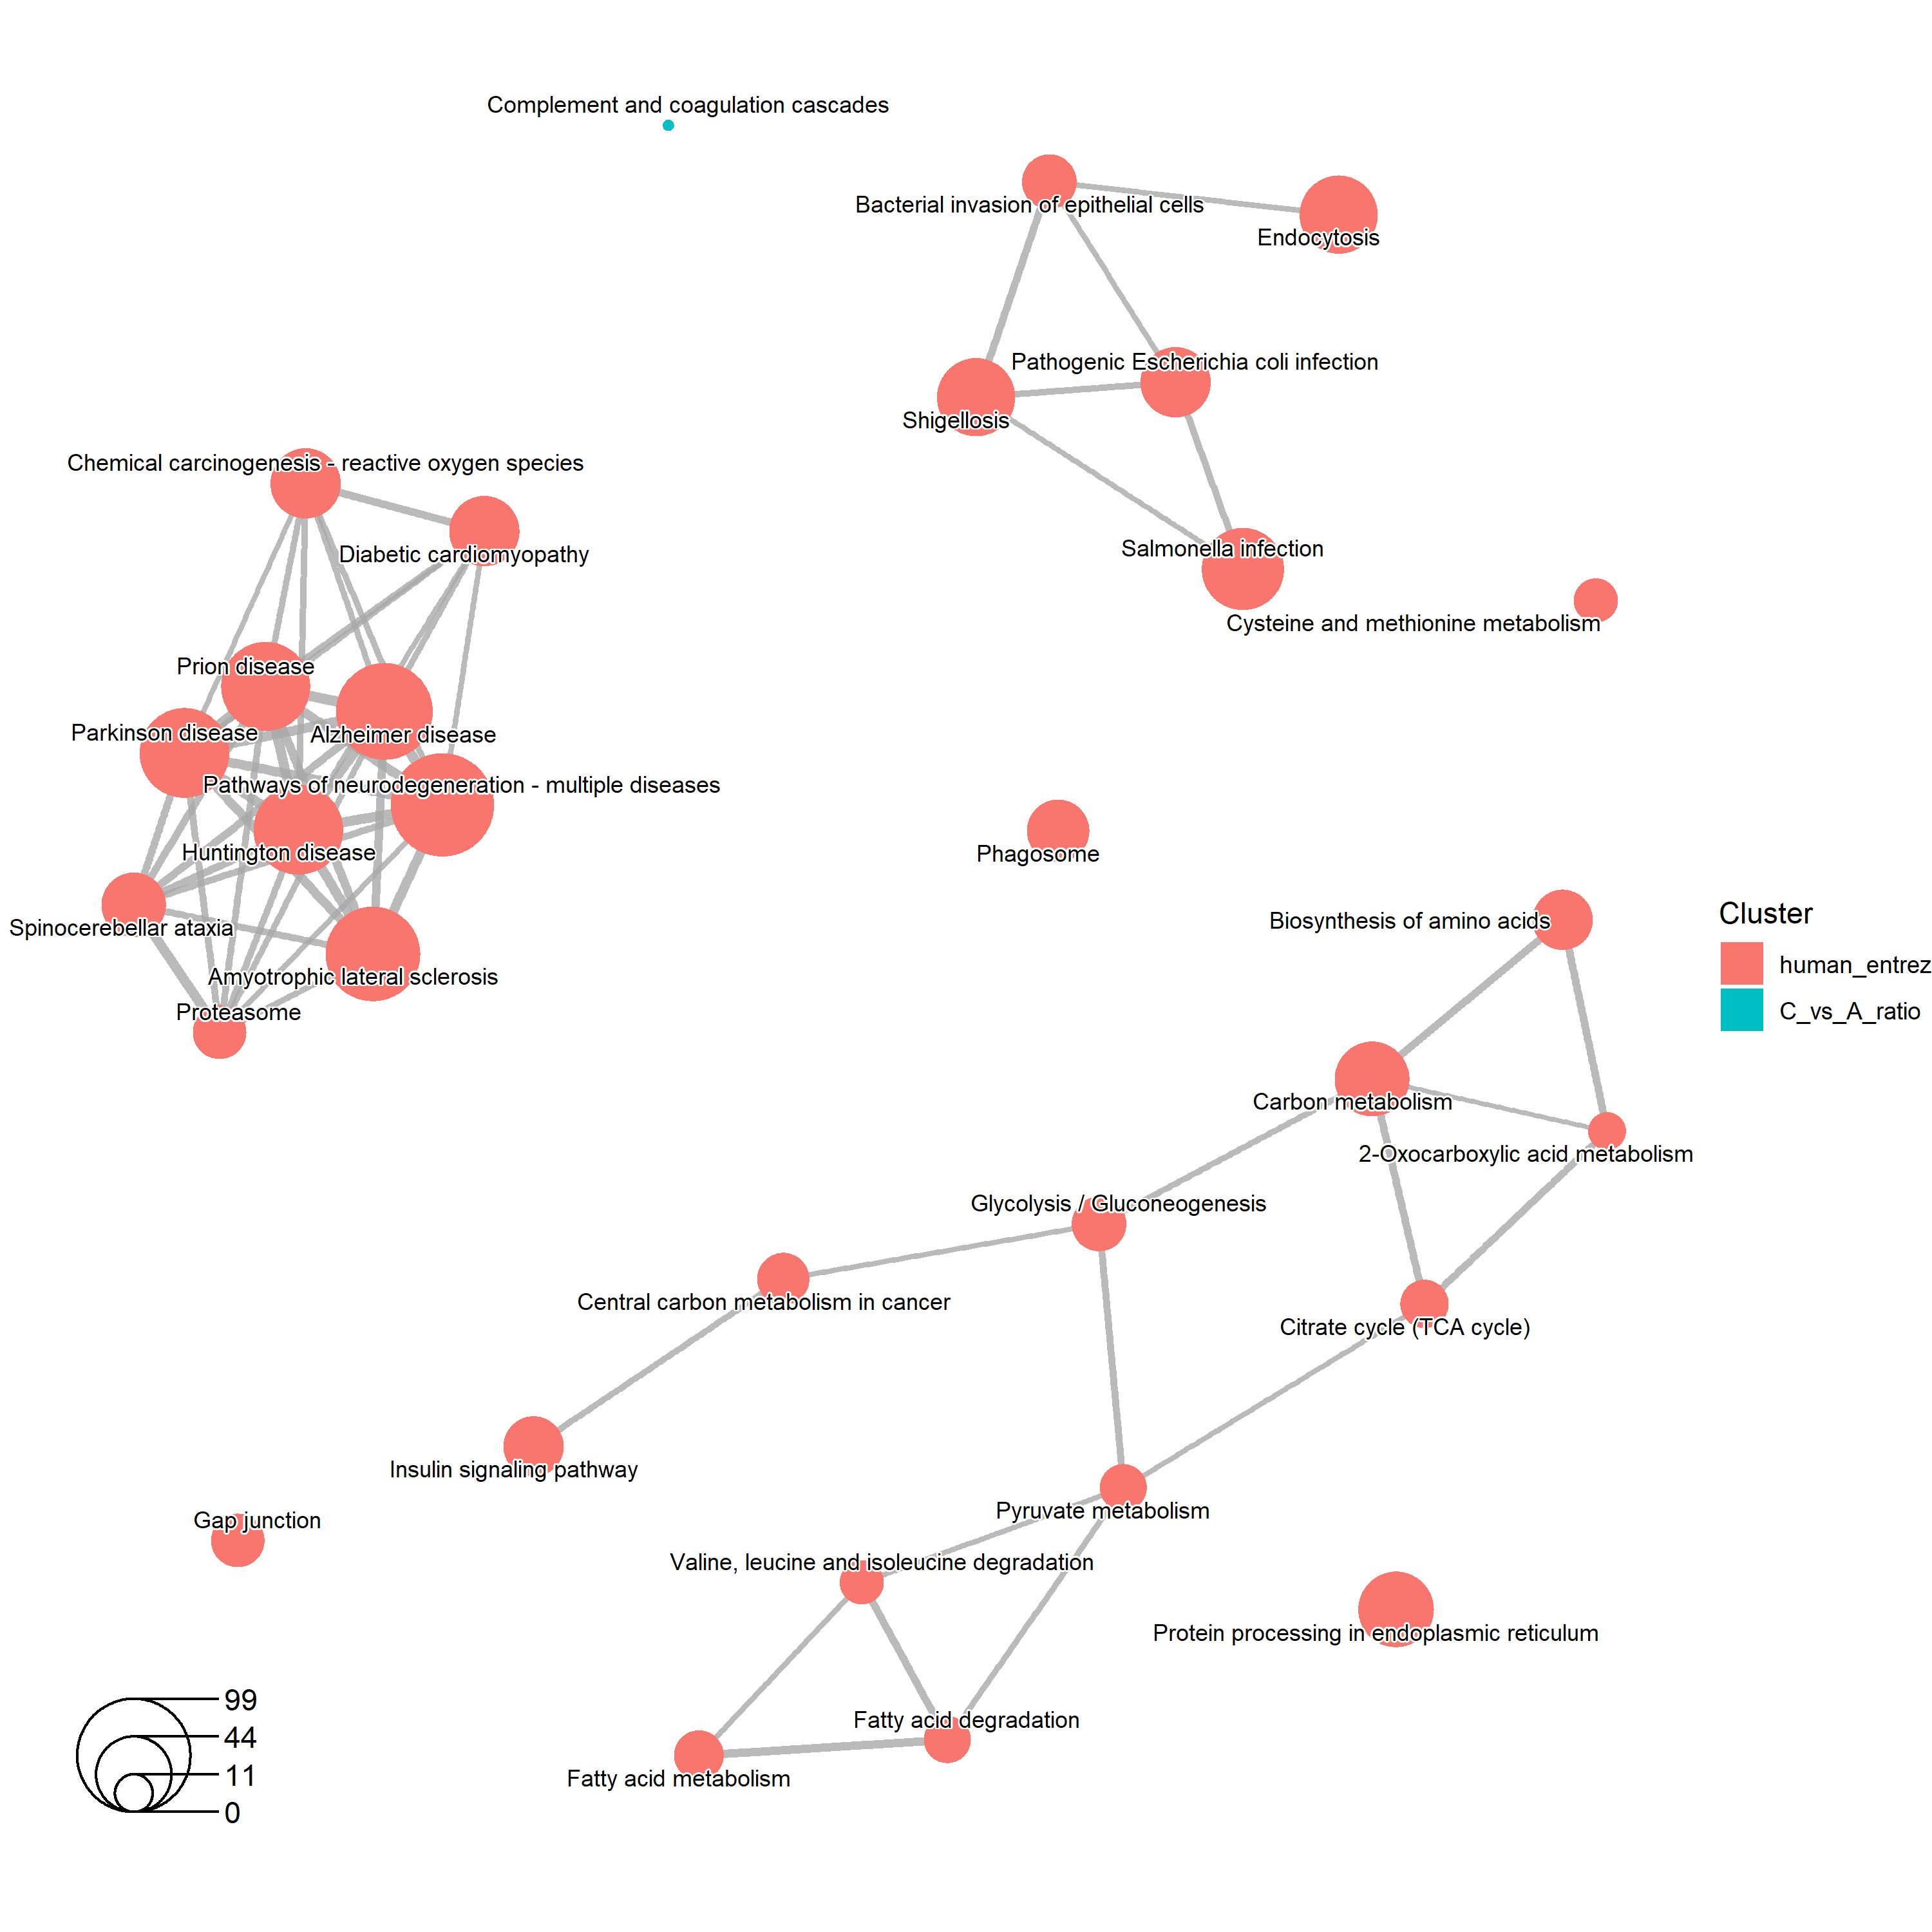 Complement and coagulation cascades
Bacterial invasion of epithelial cells
Endocytosis
Pathogenic Escherichia coli infection
Shigellosis
Chemical carcinogenesis - reactive oxygen species
Diabetic cardiomyopathy
Salmonella infection
Cysteine and methionine metabolism
Prion disease
Parkinson disease
Alzheimer disease
Pathways of neurodegeneration - multiple diseases
Huntington disease
Phagosome
Spinocerebellar ataxia
Amyotrophic lateral sclerosis
Proteasome
Biosynthesis of amino acids
Cluster
human_entrez
C_vs_A_ratio
Carbon metabolism
2-Oxocarboxylic acid metabolism
Glycolysis / Gluconeogenesis
Central carbon metabolism in cancer
Citrate cycle (TCA cycle)
Insulin signaling pathway
Pyruvate metabolism
Gap junction
Valine, leucine and isoleucine degradation
Protein processing in endoplasmic reticulum
Fatty acid degradation
Fatty acid metabolism
99
44
11
0